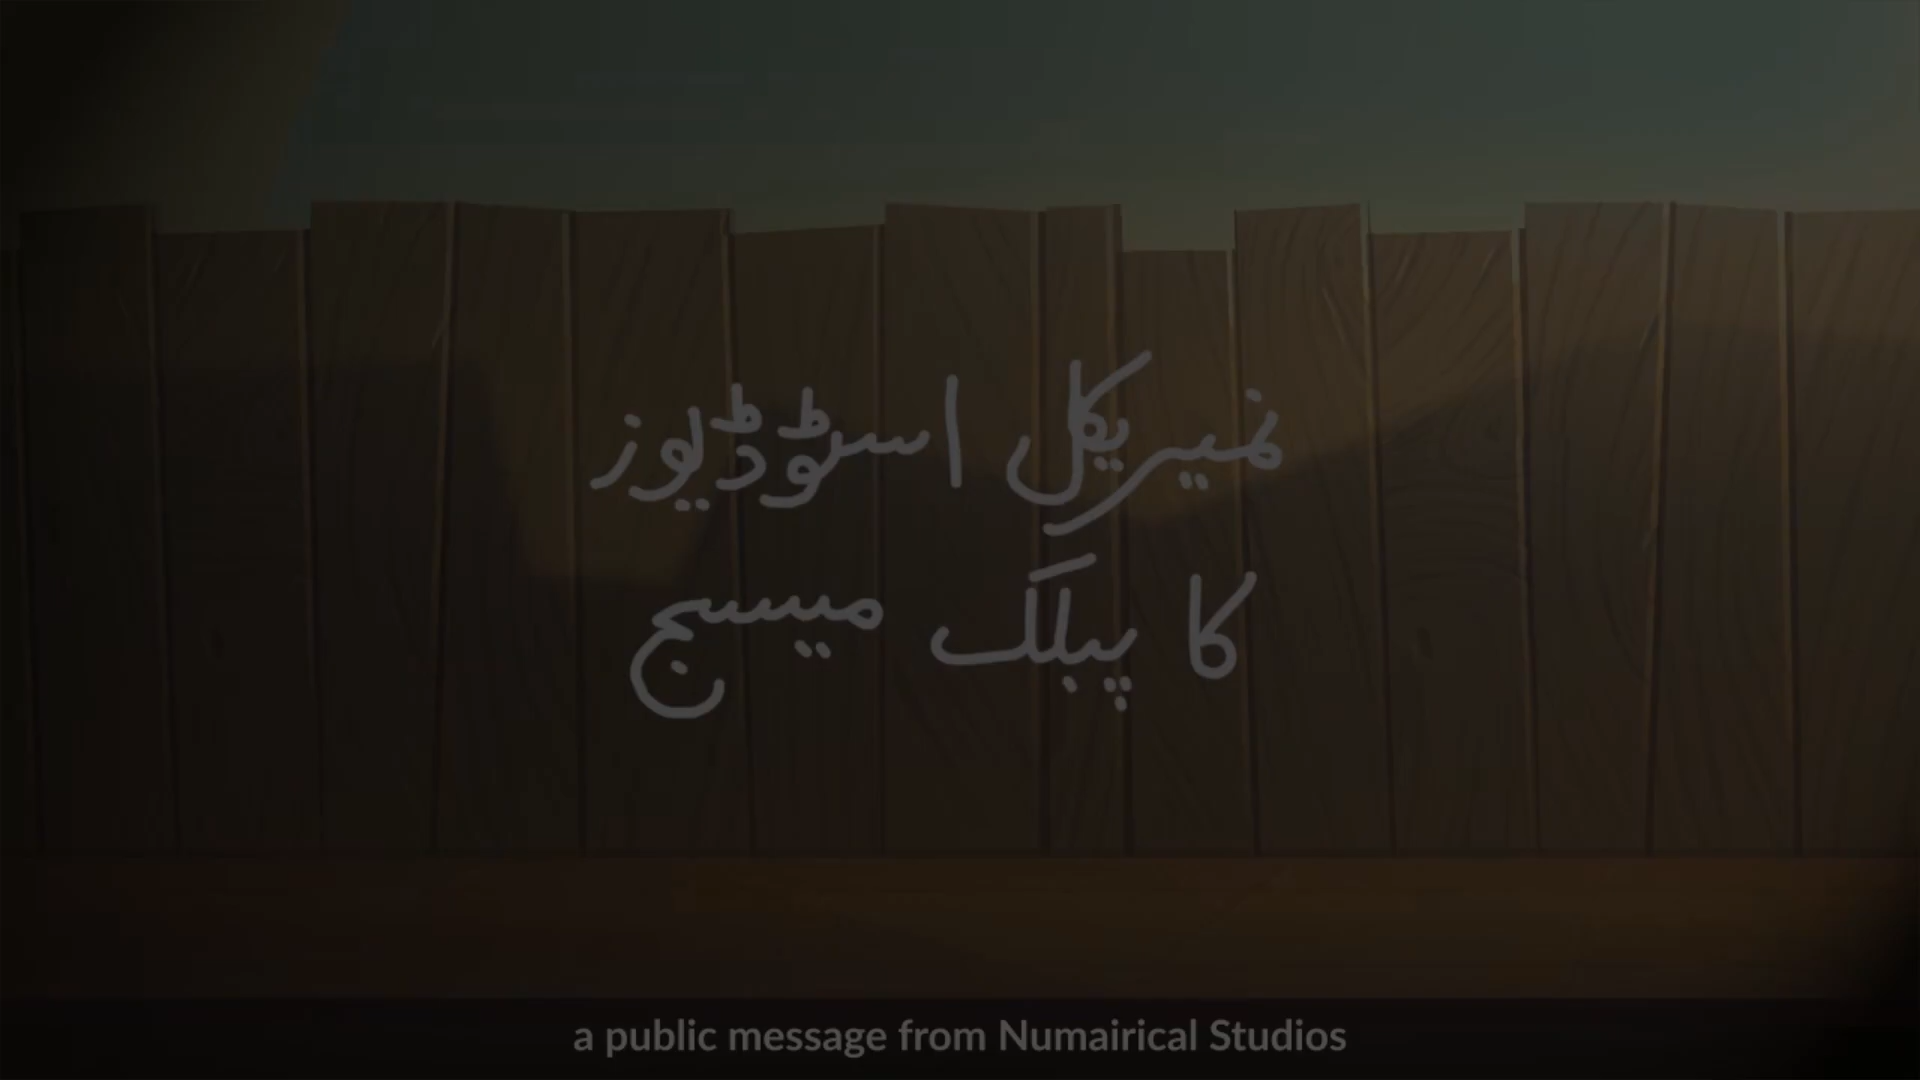 نمیریکل اسٹوڈیوز
کا پبلک میسج
a public message from Numairical Studios